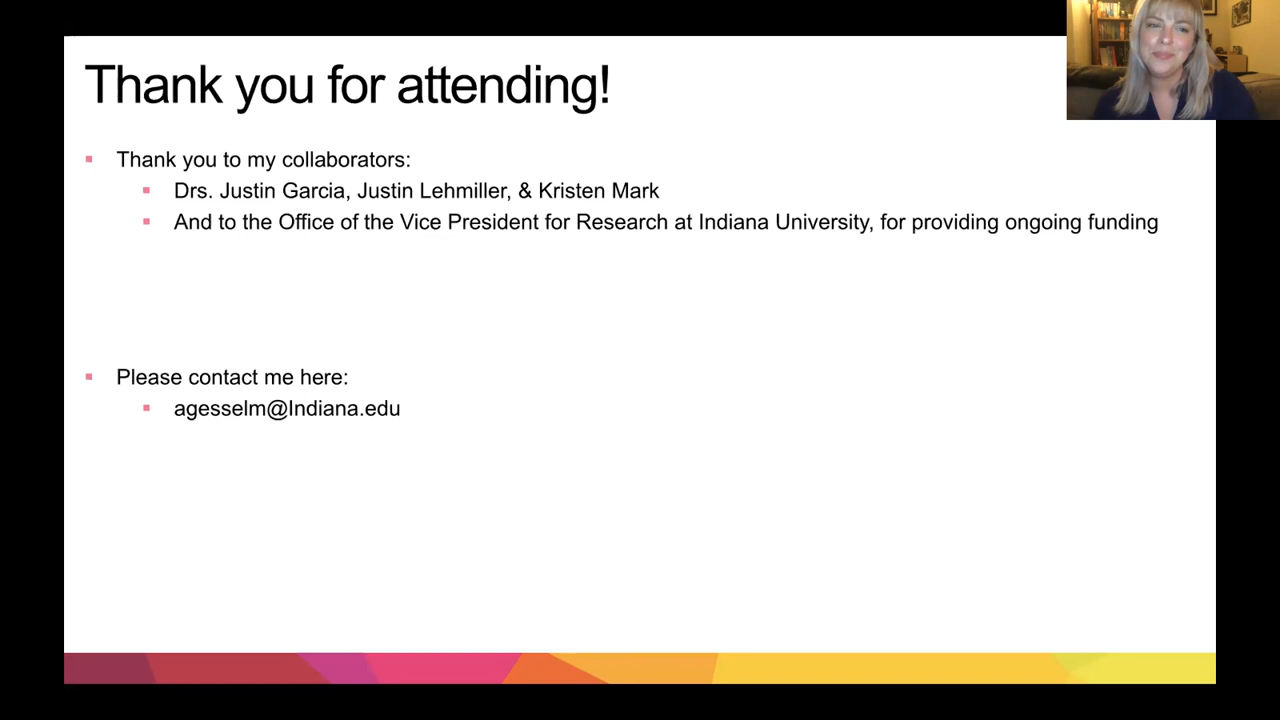 Thank you for attending!
Thank you to my collaborators:
Drs. Justin Garcia, Justin Lehmiller, & Kristen Mark
And to the Office of the Vice President for Research at Indiana University, for providing ongoing funding
Please contact me here:
agesselm@Indiana.edu